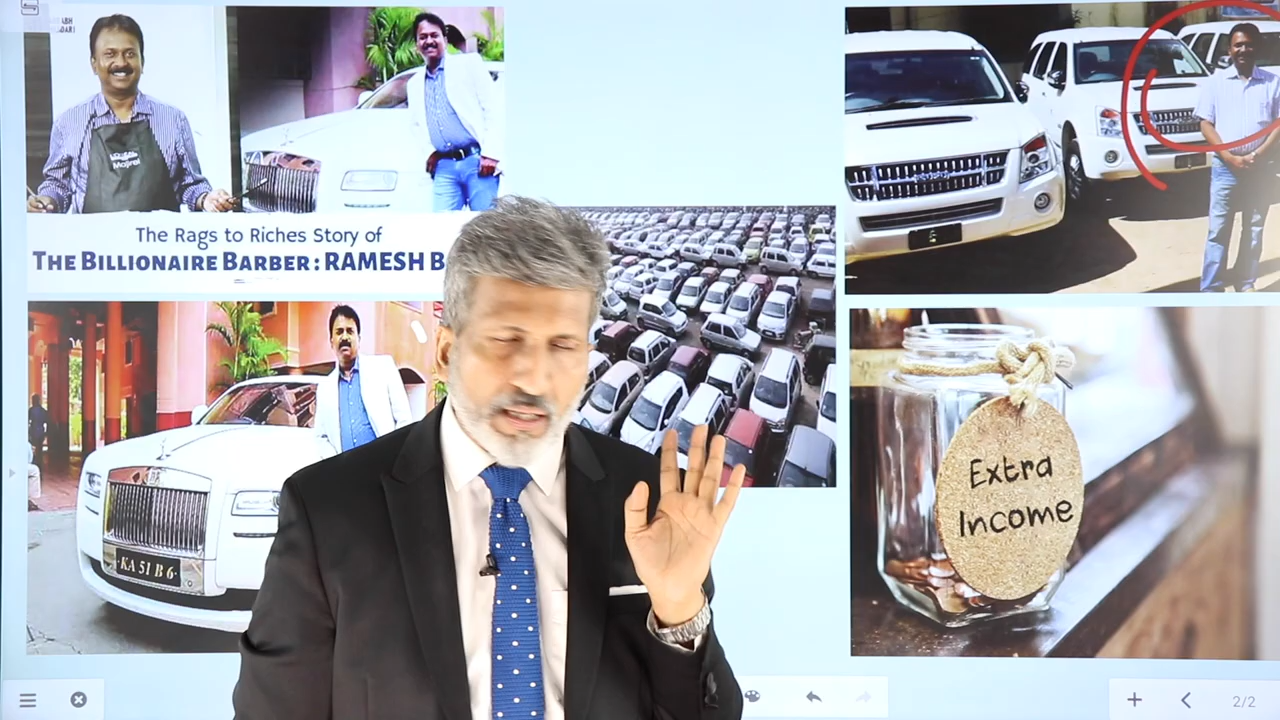 The Rags to Riches Story of
THE BILLIONAIRE BARBER : RAMESH B
KA 51 B 6
Extra
Income
2/2